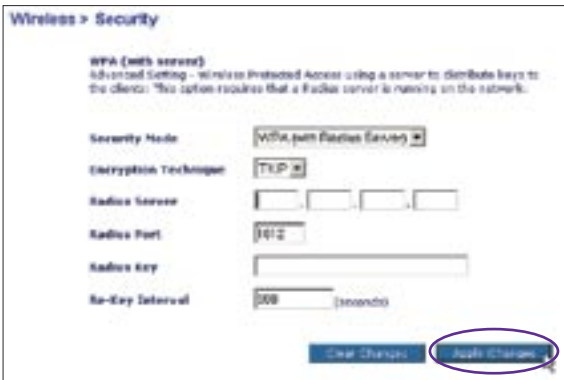 Wireless > Security
WPA (with server)
Advanced Setting - Wireless Protected Access using a server to distribute keys to
the clients: This option requires that a Radius server is running on the network.
Security Mode WPA (with Radius Server)
Encryption Technique TKIP
Radius Server . . .
Radius Port 1812
Radius Key
Re-Key Interval (seconds)
Clear Changes Apply Changes